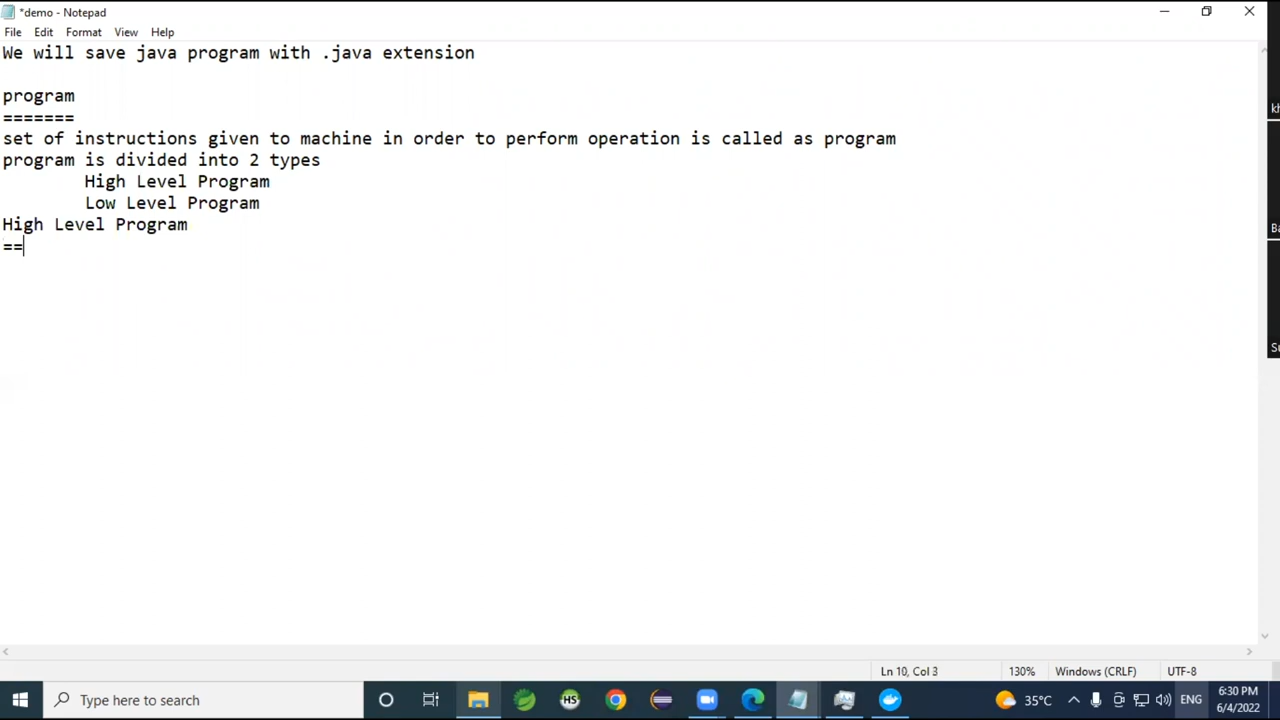 *demo - Notepad
File Edit Format View Help
We will save java program with .java extension
program
=======
set of instructions given to machine in order to perform operation is called as program
program is divided into 2 types
High Level Program
Low Level Program
High Level Program
==
Ln 10, Col 3 130% Windows (CRLF) UTF-8
Type here to search
HS
35°C
ENG
6:30 PM
6/4/2022